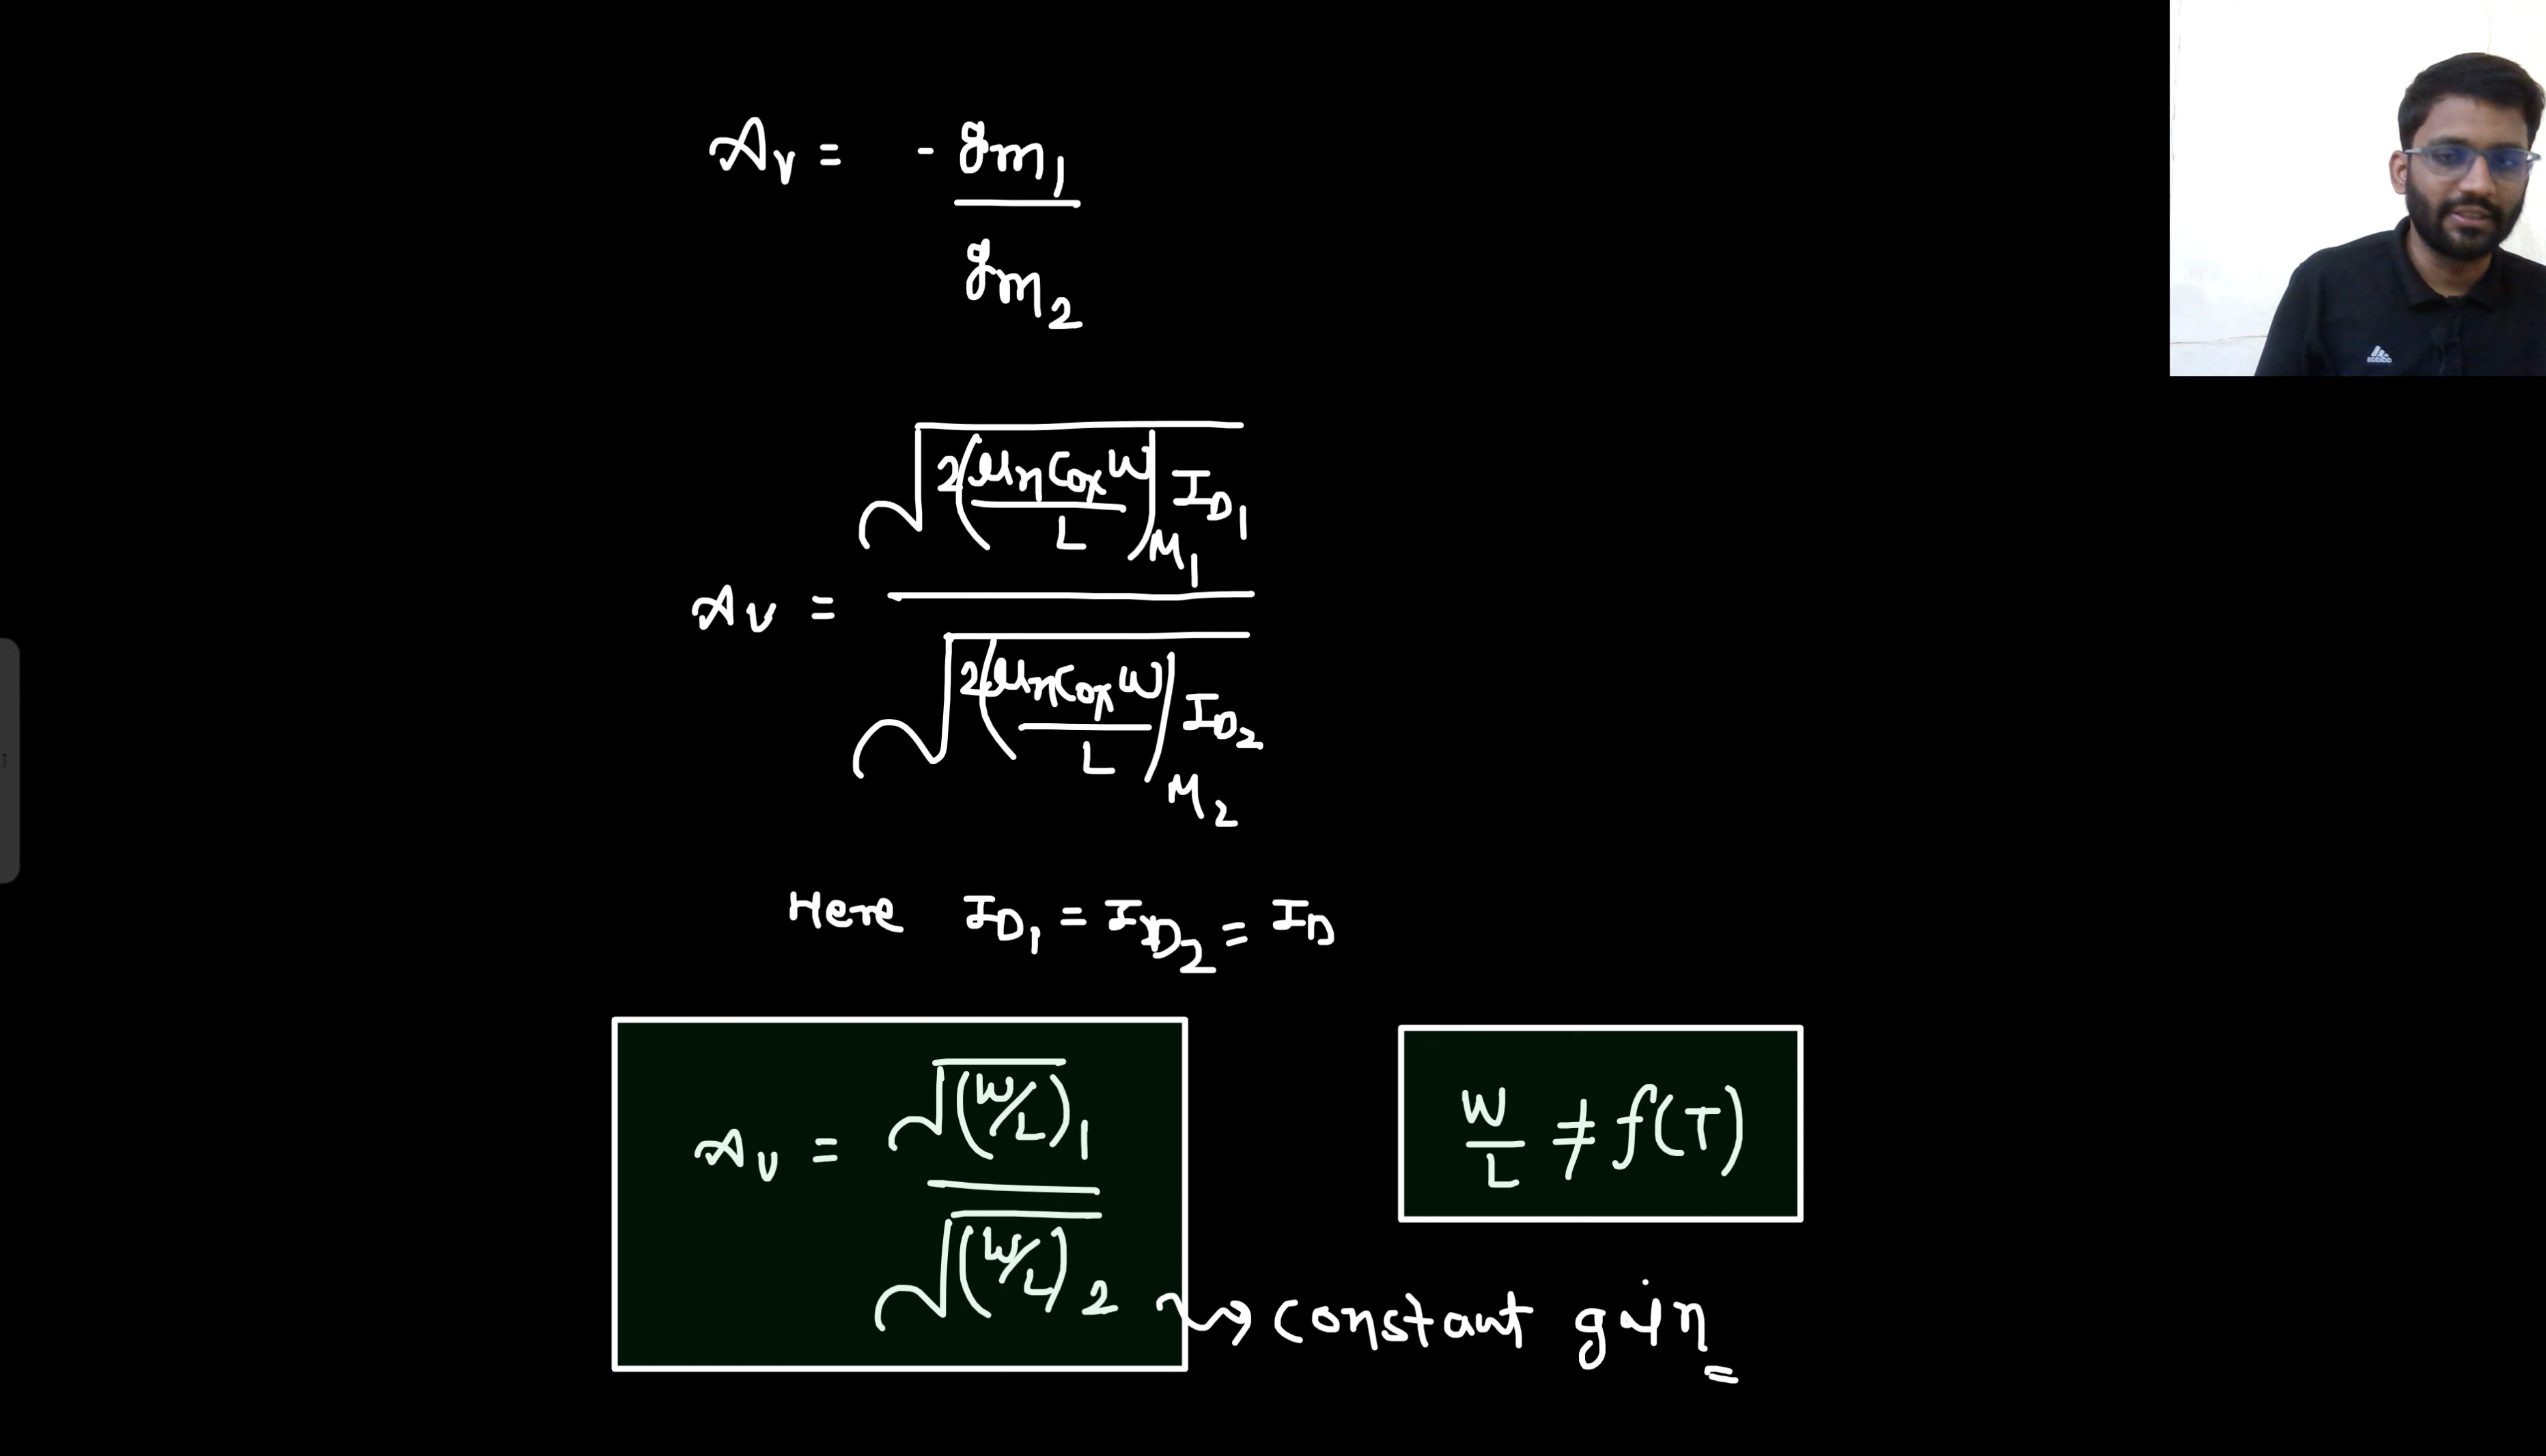 Av = - gm1 / gm2
Av = √(2(μnCoxW/L)M1 ID1) / √(2(μnCoxW/L)M2 ID2)
Here ID1 = ID2 = ID
Av = √(W/L)1 / √(W/L)2
W/L ≠ f(T)
constant gain
adidas